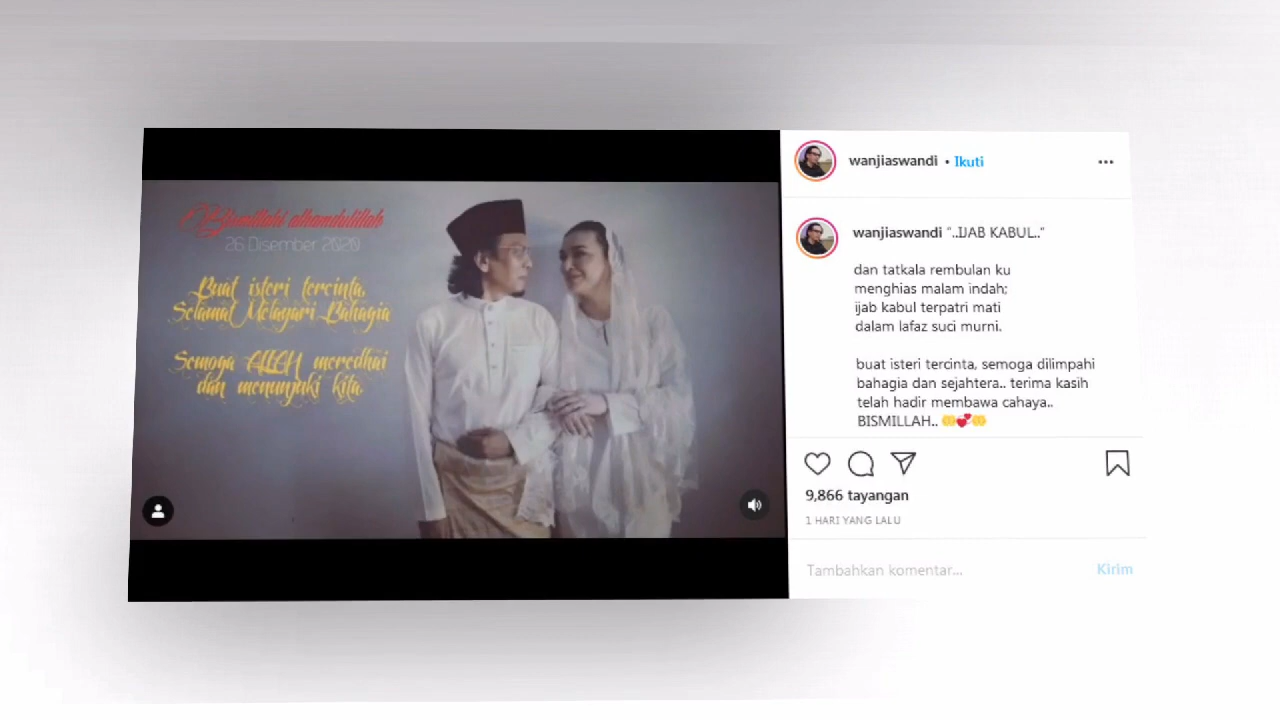 Bismillahi alhamdulillah
26 Disember 2020
Buat isteri tercinta,
Selamat Melayari Bahagia
Semoga ALLAH meredhai
dan menunjuki kita.
wanjiaswandi • Ikuti
wanjiaswandi “..IJAB KABUL..”
dan tatkala rembulan ku
menghias malam indah;
ijab kabul terpatri mati
dalam lafaz suci murni.
buat isteri tercinta, semoga dilimpahi
bahagia dan sejahtera.. terima kasih
telah hadir membawa cahaya..
BISMILLAH..
9,866 tayangan
1 HARI YANG LALU
Tambahkan komentar...
Kirim